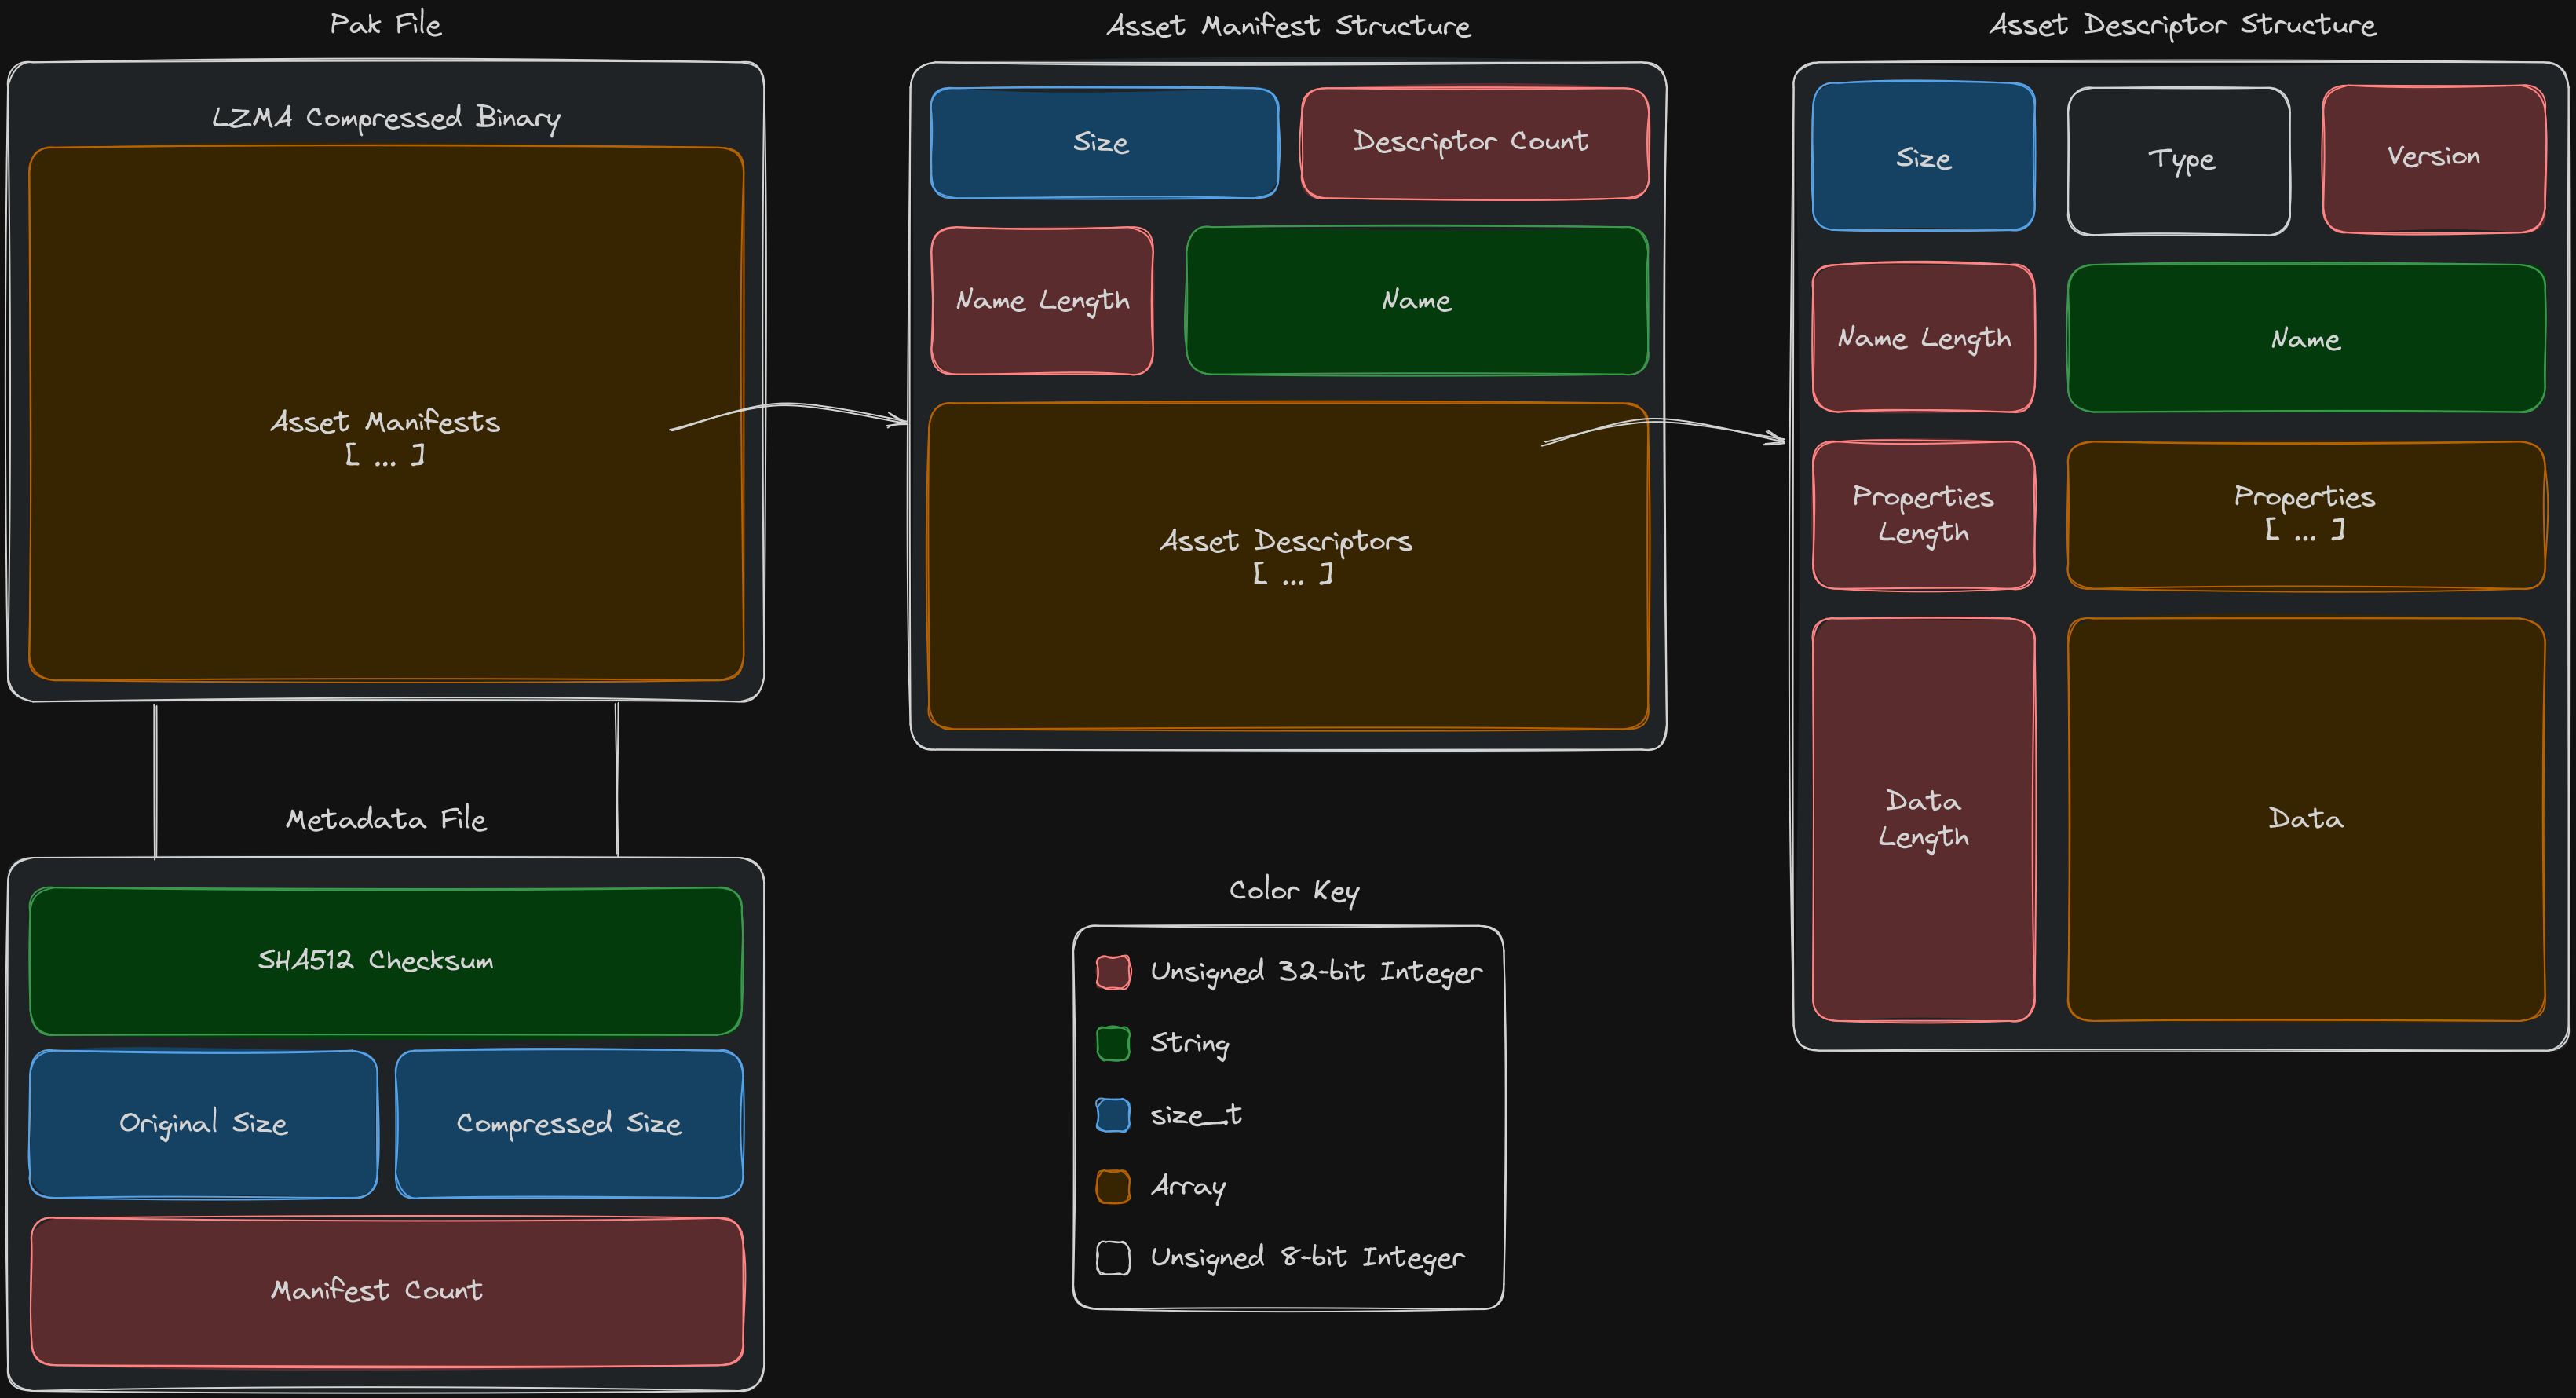 Pak File
LZMA Compressed Binary
Asset Manifests
[ ... ]
Metadata File
SHA512 Checksum
Original Size
Compressed Size
Manifest Count
Asset Manifest Structure
Size
Descriptor Count
Name Length
Name
Asset Descriptors
[ ... ]
Color Key
Unsigned 32-bit Integer
String
size_t
Array
Unsigned 8-bit Integer
Asset Descriptor Structure
Size
Type
Version
Name Length
Name
Properties
Length
Properties
[ ... ]
Data
Length
Data